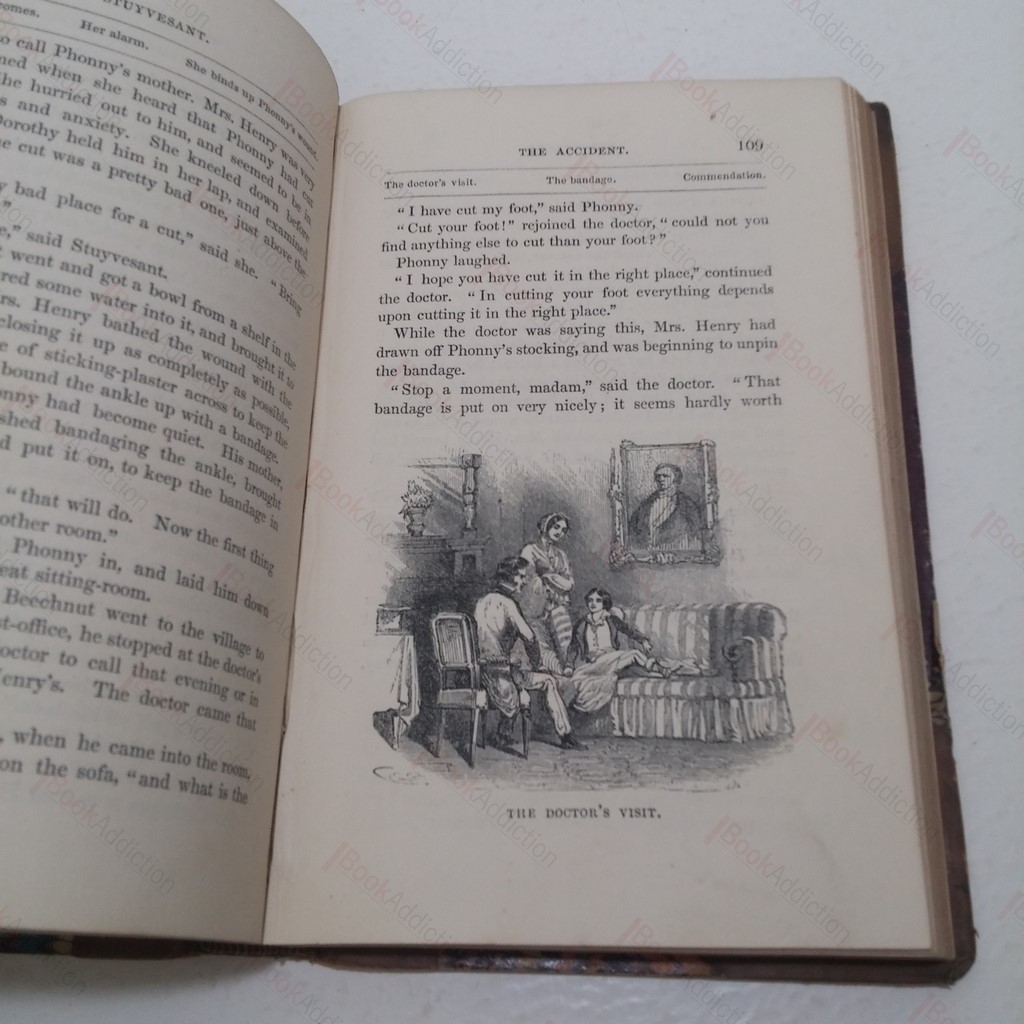 STUYVESANT.
Her alarm. She binds up Phonny's wound.
call Phonny's mother. Mrs. Henry was very
when she heard that Phonny had cut
he hurried out to him, and seemed to be in
and anxiety. She kneeled down before
Dorothy held him in her lap, and examined
cut was a pretty bad one, just above the
bad place for a cut," said she. "Bring
," said Stuyvesant.
went and got a bowl from a shelf in the
some water into it, and brought it to
Mrs. Henry bathed the wound with the
closing it up as completely as possible,
of sticking-plaster across to keep the
bound the ankle up with a bandage.
had become quiet. His mother,
bandaging the ankle, brought
put it on, to keep the bandage in
"that will do. Now the first thing
other room."
Phonny in, and laid him down
sitting-room.
Beechnut went to the village to
-office, he stopped at the doctor's
doctor to call that evening or in
Henry's. The doctor came that
, when he came into the room,
on the sofa, "and what is the
THE ACCIDENT. 109
The doctor's visit. The bandage. Commendation.
"I have cut my foot," said Phonny.
"Cut your foot!" rejoined the doctor, "could not you
find anything else to cut than your foot?"
Phonny laughed.
"I hope you have cut it in the right place," continued
the doctor. "In cutting your foot everything depends
upon cutting it in the right place."
While the doctor was saying this, Mrs. Henry had
drawn off Phonny's stocking, and was beginning to unpin
the bandage.
"Stop a moment, madam," said the doctor. "That
bandage is put on very nicely; it seems hardly worth
THE DOCTOR'S VISIT.
BookAddiction